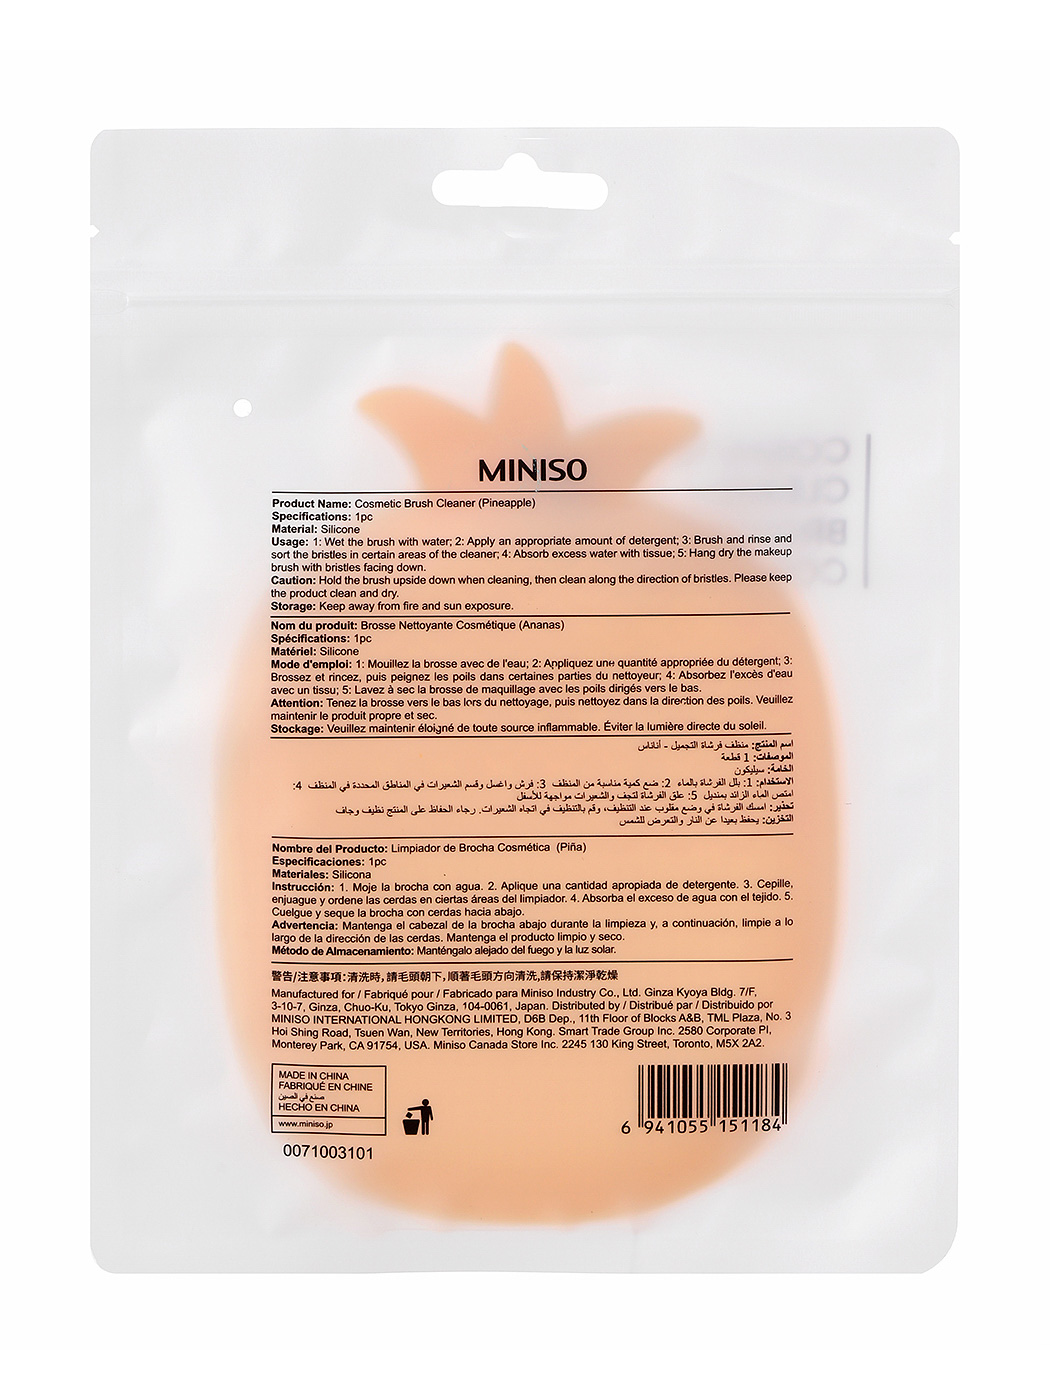 MINISO
Product Name: Cosmetic Brush Cleaner (Pineapple)
Specifications: 1pc
Material: Silicone
Usage: 1: Wet the brush with water; 2: Apply an appropriate amount of detergent; 3: Brush and rinse and
sort the bristles in certain areas of the cleaner; 4: Absorb excess water with tissue; 5: Hang dry the makeup
brush with bristles facing down.
Caution: Hold the brush upside down when cleaning, then clean along the direction of bristles. Please keep
the product clean and dry.
Storage: Keep away from fire and sun exposure.
Nom du produit: Brosse Nettoyante Cosmétique (Ananas)
Spécifications: 1pc
Matériel: Silicone
Mode d'emploi: 1: Mouillez la brosse avec de l'eau; 2: Appliquez une quantité appropriée du détergent; 3:
Brossez et rincez, puis peignez les poils dans certaines parties du nettoyeur; 4: Absorbez l'excès d'eau
avec un tissu; 5: Lavez à sec la brosse de maquillage avec les poils dirigés vers le bas.
Attention: Tenez la brosse vers le bas lors du nettoyage, puis nettoyez dans la direction des poils. Veuillez
maintenir le produit propre et sec.
Stockage: Veuillez maintenir éloigné de toute source inflammable. Éviter la lumière directe du soleil.
اسم المنتج: منظف فرشاة التجميل - أناناس
الموصفات: 1 قطعة
الخامة: سيليكون
الاستخدام: 1: بلل الفرشاة بالماء 2: ضع كمية مناسبة من المنظف 3: فرش واغسل وقسم الشعيرات في المناطق المحددة في المنظف 4:
امتص الماء الزائد بمنديل 5: علق الفرشاة لتجف والشعيرات مواجهة للأسفل
تحذير: امسك الفرشاة في وضع مقلوب عند التنظيف، وقم بالتنظيف في اتجاه الشعيرات. رجاء الحفاظ على المنتج نظيف وجاف
التخزين: يحفظ بعيدا عن النار والتعرض للشمس
Nombre del Producto: Limpiador de Brocha Cosmética (Piña)
Especificaciones: 1pc
Materiales: Silicona
Instrucción: 1. Moje la brocha con agua. 2. Aplique una cantidad apropiada de detergente. 3. Cepille,
enjuague y ordene las cerdas en ciertas áreas del limpiador. 4. Absorba el exceso de agua con el tejido. 5.
Cuelgue y seque la brocha con cerdas hacia abajo.
Advertencia: Mantenga el cabezal de la brocha abajo durante la limpieza y, a continuación, limpie a lo
largo de la dirección de las cerdas. Mantenga el producto limpio y seco.
Método de Almacenamiento: Manténgalo alejado del fuego y la luz solar.
警告/注意事項：清洗時，請毛頭朝下，順著毛頭方向清洗，請保持潔淨乾燥
Manufactured for / Fabriqué pour / Fabricado para Miniso Industry Co., Ltd. Ginza Kyoya Bldg. 7/F,
3-10-7, Ginza, Chuo-Ku, Tokyo Ginza, 104-0061, Japan. Distributed by / Distribué par / Distribuido por
MINISO INTERNATIONAL HONGKONG LIMITED, D6B Dep., 11th Floor of Blocks A&B, TML Plaza, No. 3
Hoi Shing Road, Tsuen Wan, New Territories, Hong Kong. Smart Trade Group Inc. 2580 Corporate Pl,
Monterey Park, CA 91754, USA. Miniso Canada Store Inc. 2245 130 King Street, Toronto, M5X 2A2.
MADE IN CHINA
FABRIQUÉ EN CHINE
صنع في الصين
HECHO EN CHINA
www.miniso.jp
0071003101
6 941055 151184